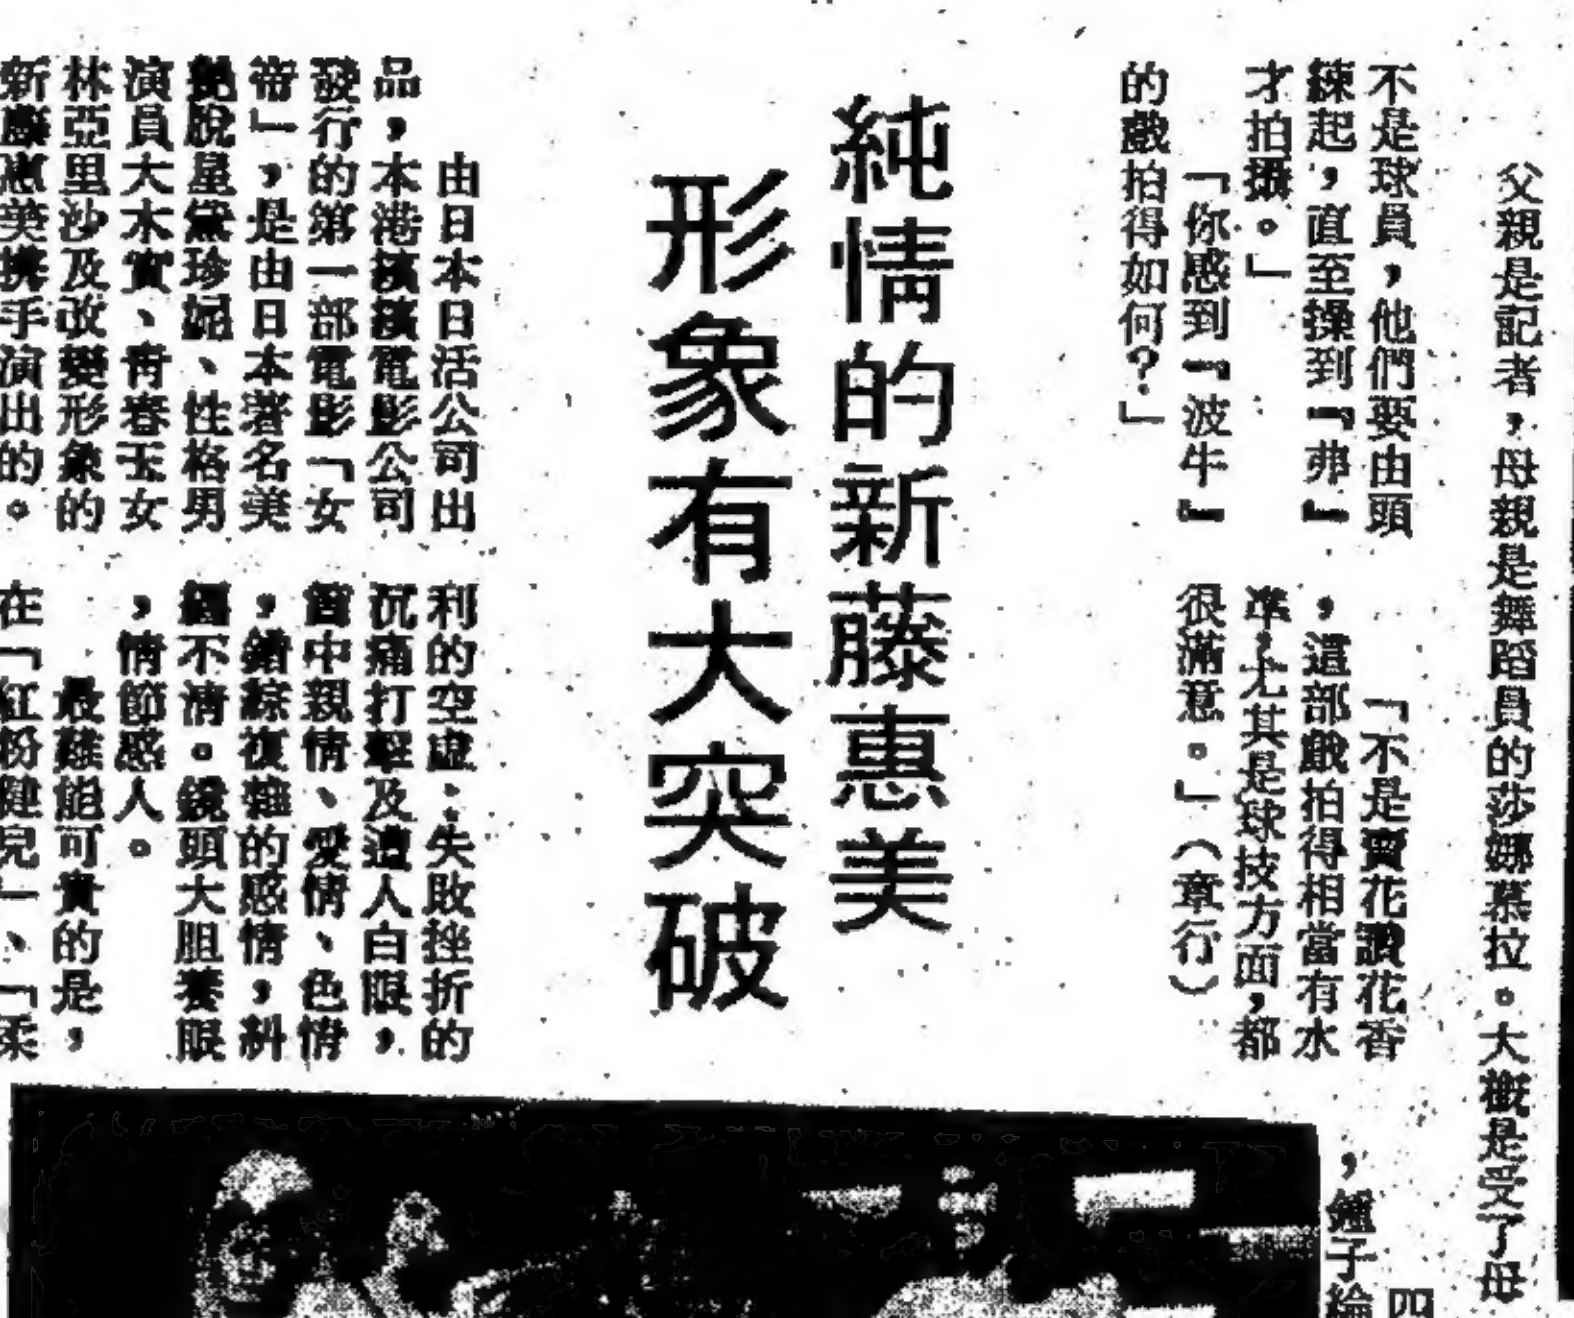 父親是記者，母親是舞蹈員的莎娜慕拉。大概是受了母
不是球員，他們要由頭
練起，直至操到『弗』
才拍攝。」
「你感到『波牛』
的戲拍得如何？」
「不是賣花讚花香
，這部戲拍得相當有水
準，尤其是球技方面，都
很滿意。」（章行）
四
，鍾子綸
純情的新藤惠美
形象有大突破
由日本日活公司出
品，本港繽繽電影公司
發行的第一部電影「女
帝」，是由日本著名美
艷脫星黛珍妮、性格男
演員大木實、青春玉女
林亞里沙及改變形象的
新藤惠美携手演出的。
利的空虛；失敗挫折的
沉痛打擊及遭人白眼，
當中親情、愛情、色情
，錯綜復雜的感情，糾
纒不淸。鏡頭大胆養眼
，情節感人。
最難能可貴的是，
在「紅粉健兒」、「柔